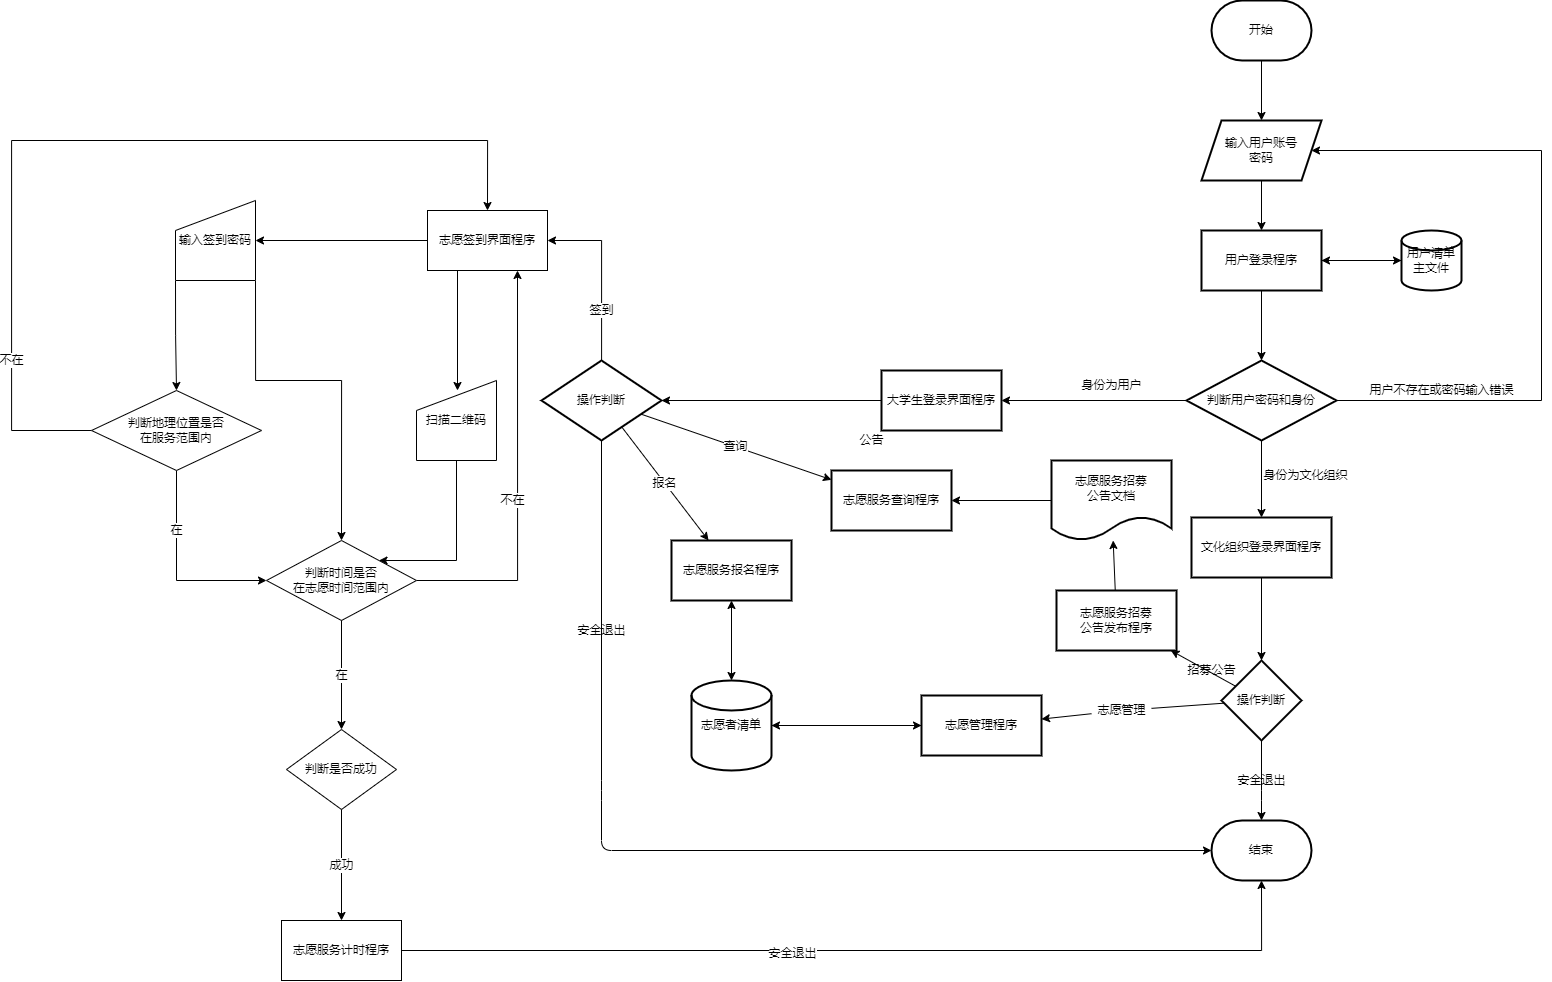 开始
输入用户账号
密码
用户登录程序
用户清单
主文件
判断用户密码和身份
用户不存在或密码输入错误
身份为用户
大学生登录界面程序
操作判断
签到
志愿签到界面程序
输入签到密码
不在
判断地理位置是否
在服务范围内
扫描二维码
在
不在
判断时间是否
在志愿时间范围内
在
判断是否成功
成功
志愿服务计时程序
安全退出
公告
查询
报名
志愿服务查询程序
志愿服务招募
公告文档
身份为文化组织
文化组织登录界面程序
志愿服务报名程序
志愿服务招募
公告发布程序
安全退出
招募公告
操作判断
志愿管理
志愿管理程序
志愿者清单
安全退出
结束